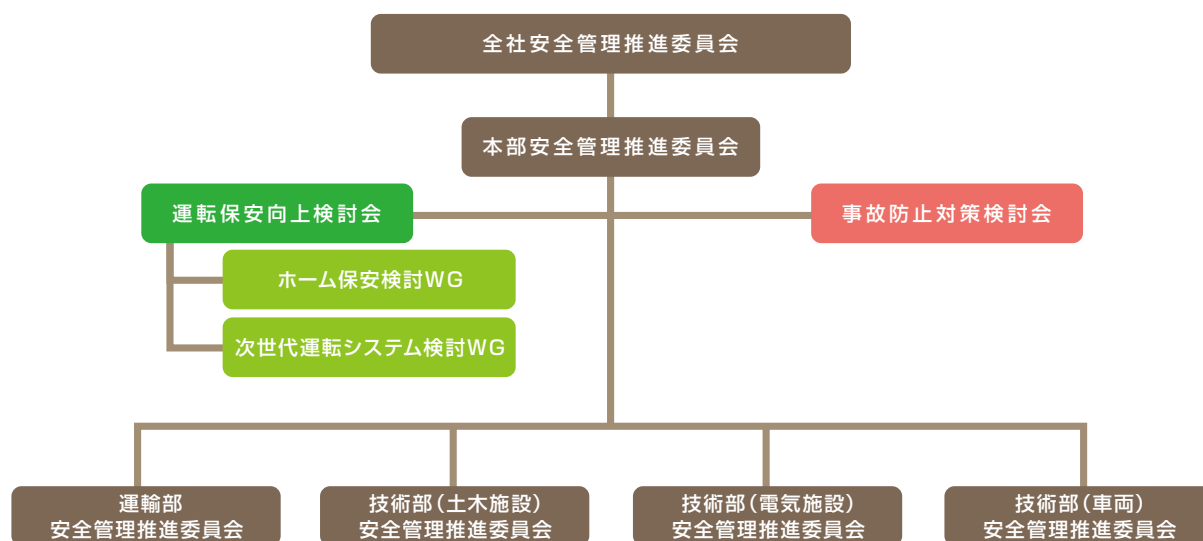 全社安全管理推進委員会
本部安全管理推進委員会
運転保安向上検討会
事故防止対策検討会
ホーム保安検討WG
次世代運転システム検討WG
運輸部
安全管理推進委員会
技術部(土木施設)
安全管理推進委員会
技術部(電気施設)
安全管理推進委員会
技術部(車両)
安全管理推進委員会